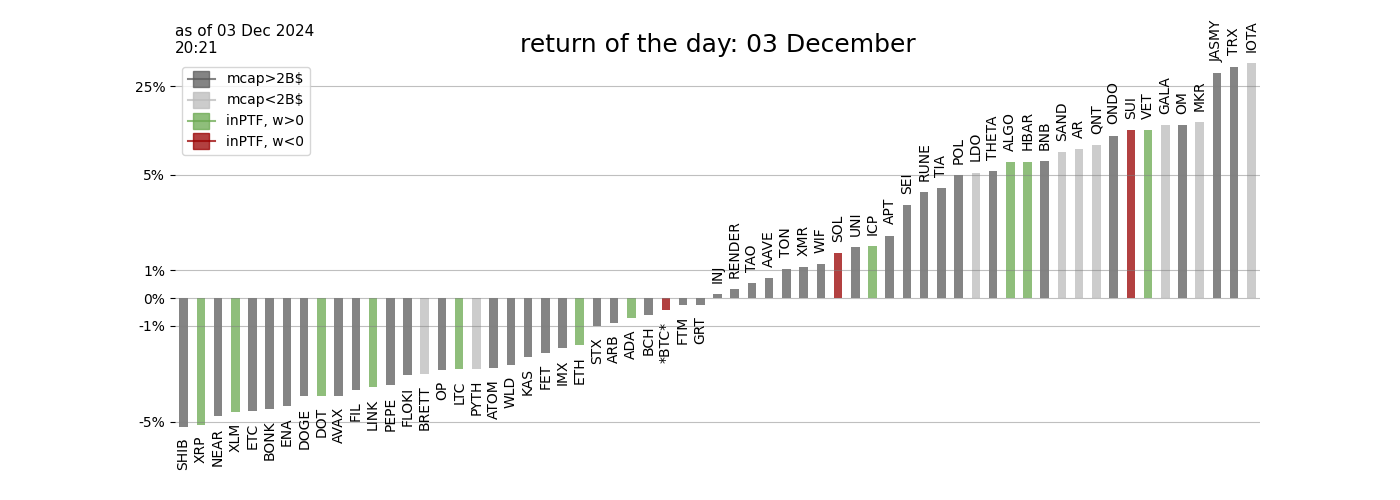 as of 03 Dec 2024
20:21
return of the day: 03 December
mcap>2B$
mcap<2B$
inPTF, w>0
inPTF, w<0
25%
5%
1%
0%
-1%
-5%
SHIB
XRP
NEAR
XLM
ETC
BONK
ENA
DOGE
DOT
AVAX
FIL
LINK
PEPE
FLOKI
BRETT
OP
LTC
PYTH
ATOM
WLD
KAS
FET
IMX
ETH
STX
ARB
ADA
BCH
*BTC*
FTM
GRT
INJ
RENDER
TAO
AAVE
TON
XMR
WIF
SOL
UNI
ICP
APT
SEI
RUNE
TIA
POL
LDO
THETA
ALGO
HBAR
BNB
SAND
AR
QNT
ONDO
SUI
VET
GALA
OM
MKR
JASMY
TRX
IOTA